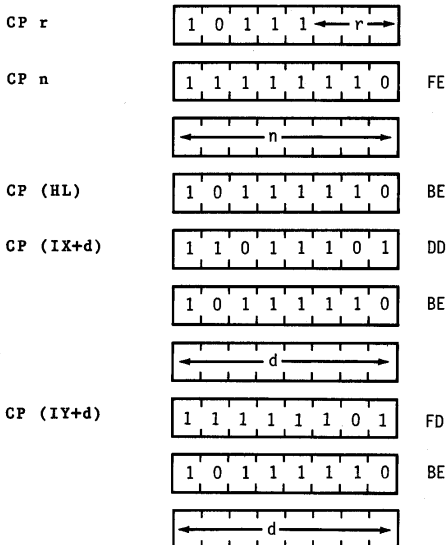 CP r 1 0 1 1 1 r
CP n 1 1 1 1 1 1 1 0 FE
n
CP (HL) 1 0 1 1 1 1 1 0 BE
CP (IX+d) 1 1 0 1 1 1 0 1 DD
1 0 1 1 1 1 1 0 BE
d
CP (IY+d) 1 1 1 1 1 1 0 1 FD
1 0 1 1 1 1 1 0 BE
d